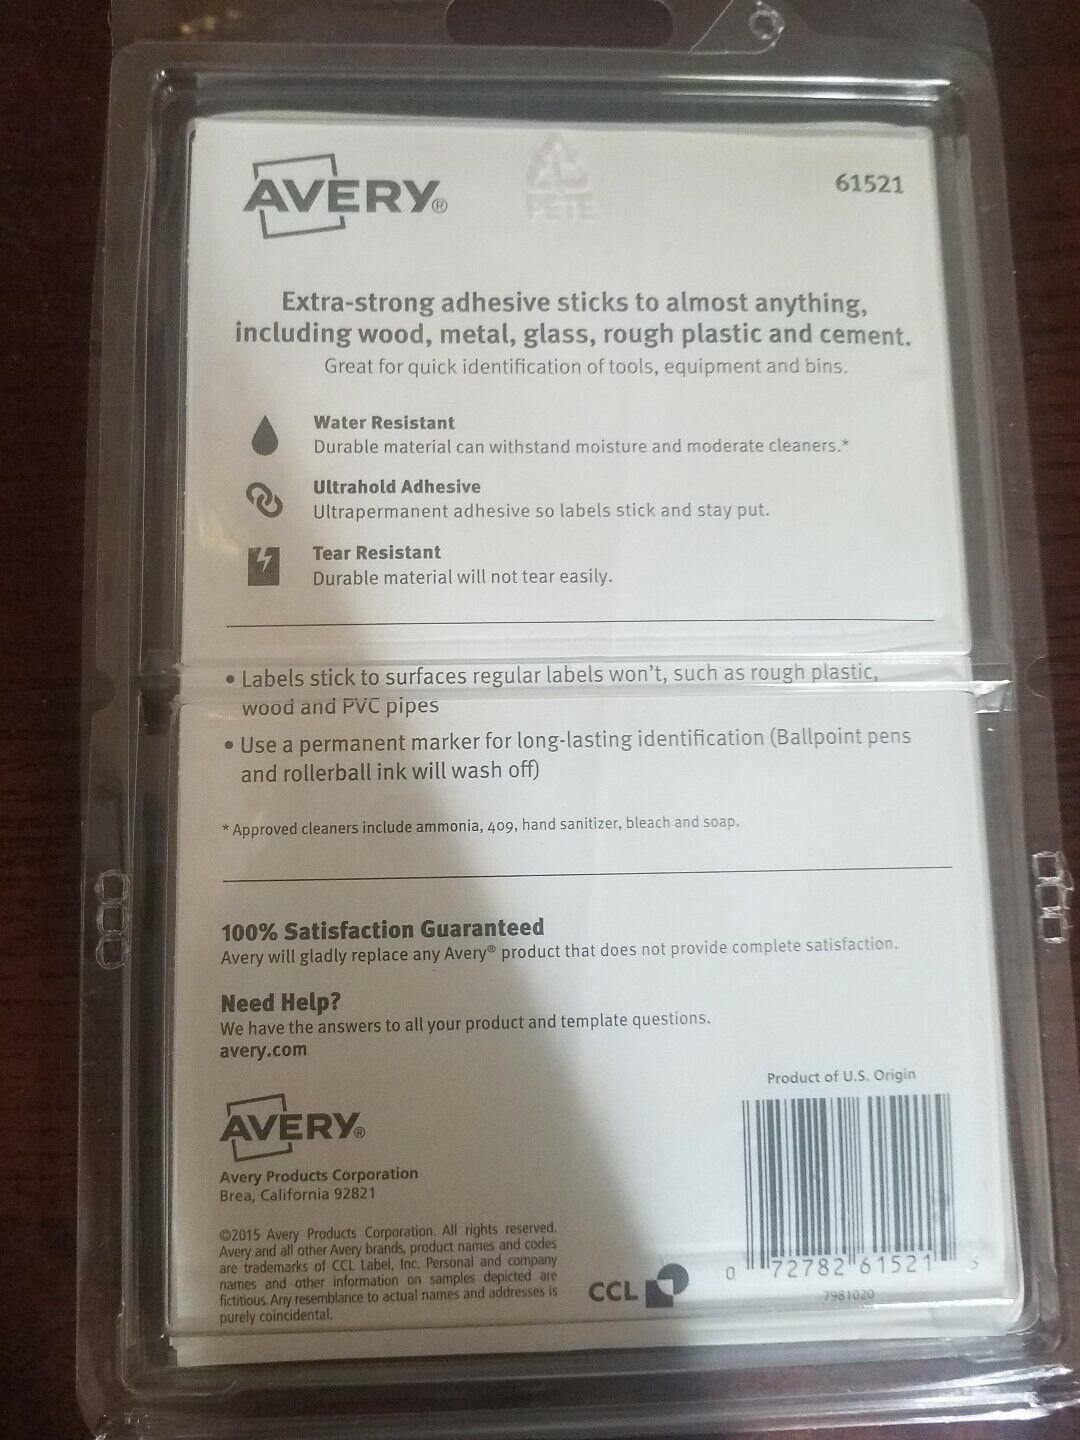 AVERY®
PETE
61521
Extra-strong adhesive sticks to almost anything,
including wood, metal, glass, rough plastic and cement.
Great for quick identification of tools, equipment and bins.
Water Resistant
Durable material can withstand moisture and moderate cleaners.*
Ultrahold Adhesive
Ultrapermanent adhesive so labels stick and stay put.
Tear Resistant
Durable material will not tear easily.
• Labels stick to surfaces regular labels won't, such as rough plastic,
wood and PVC pipes
• Use a permanent marker for long-lasting identification (Ballpoint pens
and rollerball ink will wash off)
* Approved cleaners include ammonia, 409, hand sanitizer, bleach and soap.
100% Satisfaction Guaranteed
Avery will gladly replace any Avery® product that does not provide complete satisfaction.
Need Help?
We have the answers to all your product and template questions.
avery.com
AVERY®
Avery Products Corporation
Brea, California 92821
©2015 Avery Products Corporation. All rights reserved.
Avery and all other Avery brands, product names and codes
are trademarks of CCL Label, Inc. Personal and company
names and other information on samples depicted are
fictitious. Any resemblance to actual names and addresses is
purely coincidental.
CCL
Product of U.S. Origin
0 72782 61521
7981020